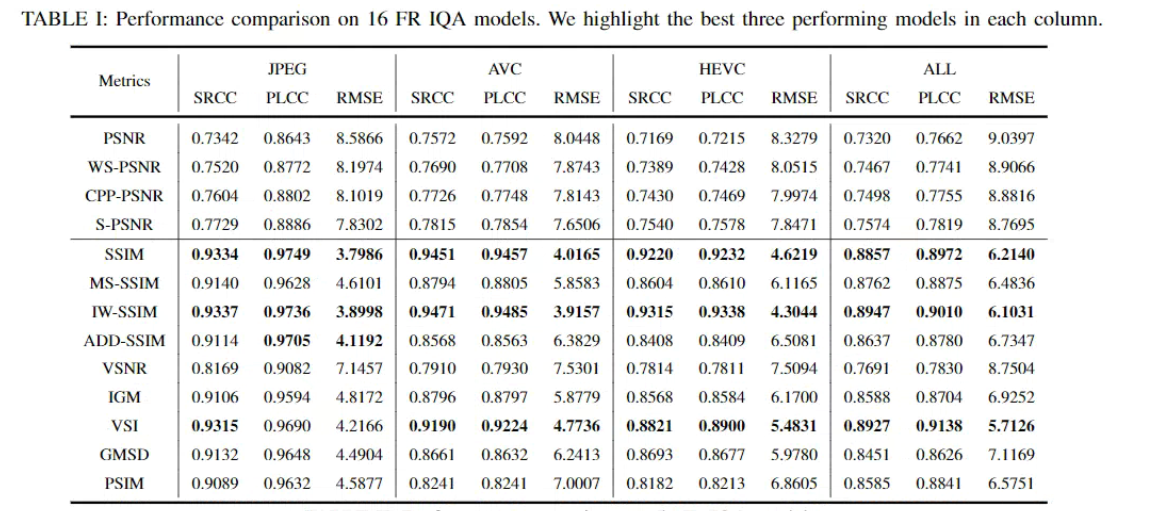 TABLE I: Performance comparison on 16 FR IQA models. We highlight the best three performing models in each column.
Metrics JPEG AVC HEVC ALL
SRCC PLCC RMSE SRCC PLCC RMSE SRCC PLCC RMSE SRCC PLCC RMSE
PSNR 0.7342 0.8643 8.5866 0.7572 0.7592 8.0448 0.7169 0.7215 8.3279 0.7320 0.7662 9.0397
WS-PSNR 0.7520 0.8772 8.1974 0.7690 0.7708 7.8743 0.7389 0.7428 8.0515 0.7467 0.7741 8.9066
CPP-PSNR 0.7604 0.8802 8.1019 0.7726 0.7748 7.8143 0.7430 0.7469 7.9974 0.7498 0.7755 8.8816
S-PSNR 0.7729 0.8886 7.8302 0.7815 0.7854 7.6506 0.7540 0.7578 7.8471 0.7574 0.7819 8.7695
SSIM 0.9334 0.9749 3.7986 0.9451 0.9457 4.0165 0.9220 0.9232 4.6219 0.8857 0.8972 6.2140
MS-SSIM 0.9140 0.9628 4.6101 0.8794 0.8805 5.8583 0.8604 0.8610 6.1165 0.8762 0.8875 6.4836
IW-SSIM 0.9337 0.9736 3.8998 0.9471 0.9485 3.9157 0.9315 0.9338 4.3044 0.8947 0.9010 6.1031
ADD-SSIM 0.9114 0.9705 4.1192 0.8568 0.8563 6.3829 0.8408 0.8409 6.5081 0.8637 0.8780 6.7347
VSNR 0.8169 0.9082 7.1457 0.7910 0.7930 7.5301 0.7814 0.7811 7.5094 0.7691 0.7830 8.7504
IGM 0.9106 0.9594 4.8172 0.8796 0.8797 5.8779 0.8568 0.8584 6.1700 0.8588 0.8704 6.9252
VSI 0.9315 0.9690 4.2166 0.9190 0.9224 4.7736 0.8821 0.8900 5.4831 0.8927 0.9138 5.7126
GMSD 0.9132 0.9648 4.4904 0.8661 0.8632 6.2413 0.8693 0.8677 5.9780 0.8451 0.8626 7.1169
PSIM 0.9089 0.9632 4.5877 0.8241 0.8241 7.0007 0.8182 0.8213 6.8605 0.8585 0.8841 6.5751